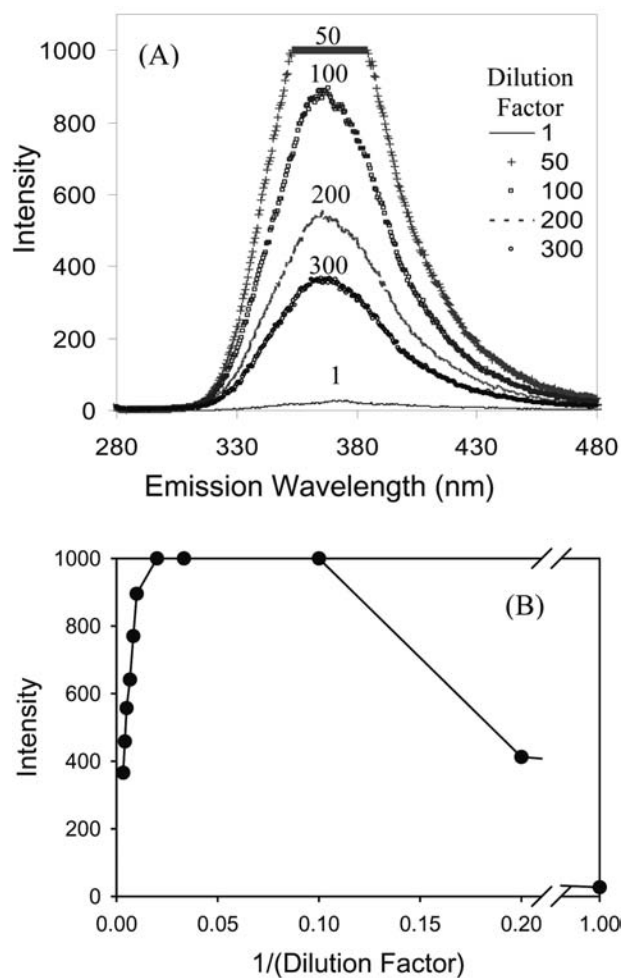 (A)
50
100
200
300
1
Dilution
Factor
1
50
100
200
300
1000
800
600
400
200
0
Intensity
280 330 380 430 480
Emission Wavelength (nm)
(B)
1000
800
600
400
200
0
Intensity
0.00 0.05 0.10 0.15 0.20 1.00
1/(Dilution Factor)